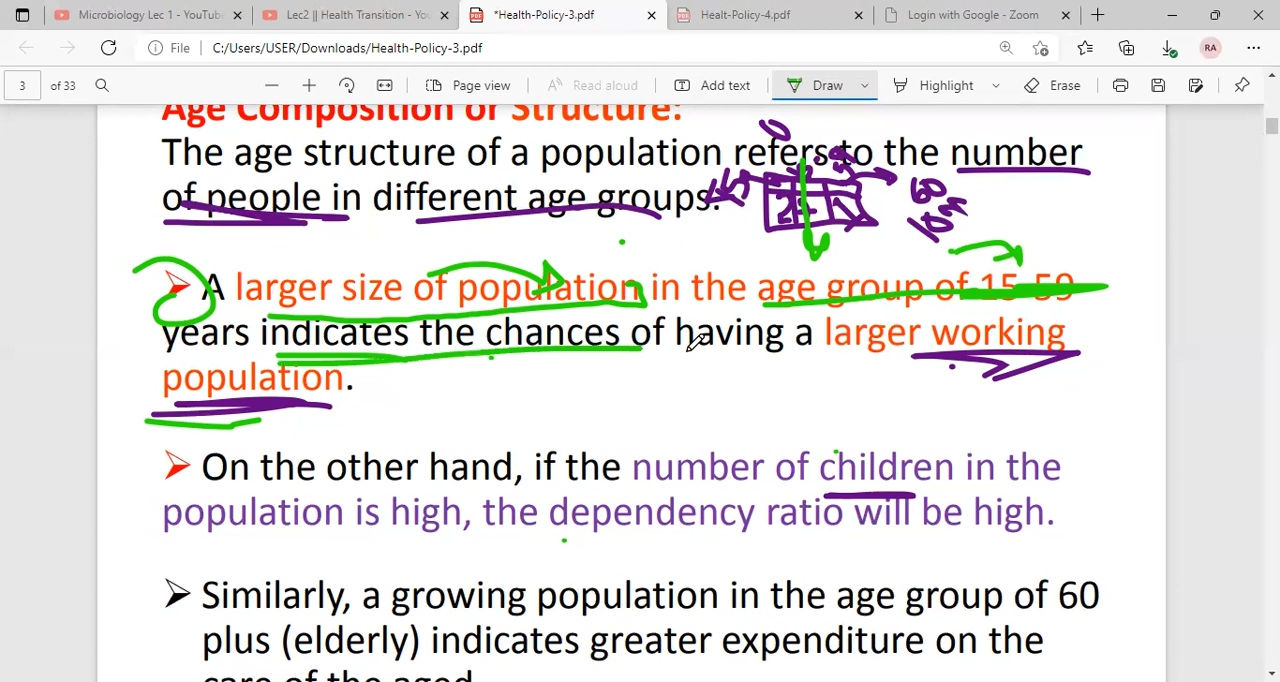 Microbiology Lec 1 - YouTub
Lec2 || Health Transition - Yo
*Health-Policy-3.pdf
Healt-Policy-4.pdf
Login with Google - Zoom
File
C:/Users/USER/Downloads/Health-Policy-3.pdf
RA
3 of 33
Page view
Read aloud
Add text
Draw
Highlight
Erase
Age Composition or Structure:
The age structure of a population refers to the number
of people in different age groups.
A larger size of population in the age group of 15-59
years indicates the chances of having a larger working
population.
On the other hand, if the number of children in the
population is high, the dependency ratio will be high.
Similarly, a growing population in the age group of 60
plus (elderly) indicates greater expenditure on the
care of the aged